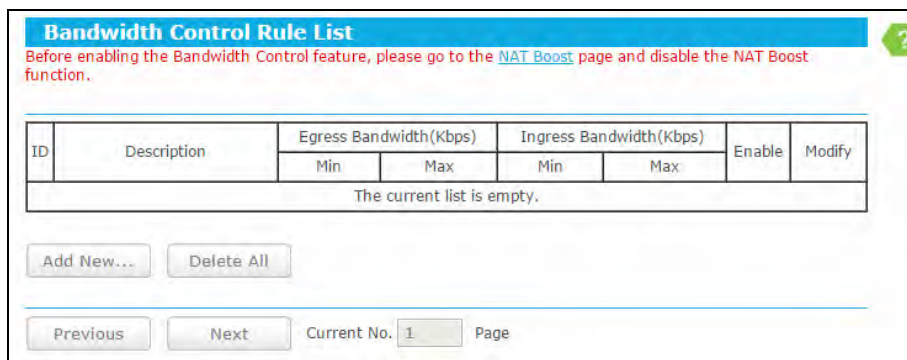 Bandwidth Control Rule List
Before enabling the Bandwidth Control feature, please go to the NAT Boost page and disable the NAT Boost
function.
ID Description Egress Bandwidth(Kbps) Ingress Bandwidth(Kbps) Enable Modify
Min Max Min Max
The current list is empty.
Add New... Delete All
Previous Next Current No. 1 Page
?